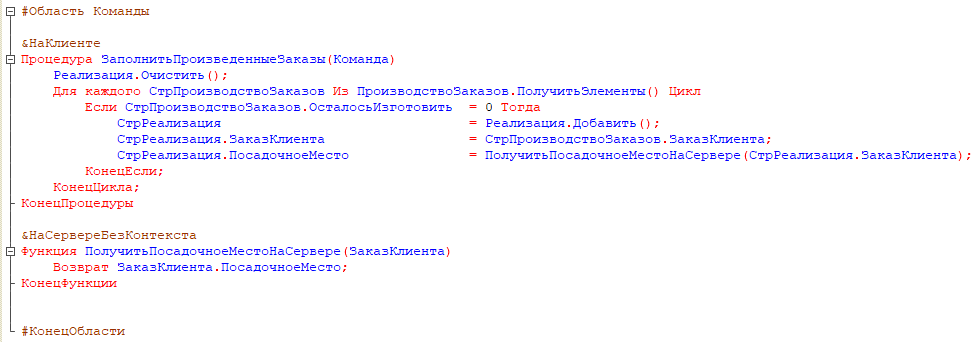 #Область Команды
&НаКлиенте
Процедура ЗаполнитьПроизведенныеЗаказы(Команда)
Реализация.Очистить();
Для каждого СтрПроизводствоЗаказов Из ПроизводствоЗаказов.ПолучитьЭлементы() Цикл
Если СтрПроизводствоЗаказов.ОсталосьИзготовить = 0 Тогда
СтрРеализация = Реализация.Добавить();
СтрРеализация.ЗаказКлиента = СтрПроизводствоЗаказов.ЗаказКлиента;
СтрРеализация.ПосадочноеМесто = ПолучитьПосадочноеМестоНаСервере(СтрРеализация.ЗаказКлиента);
КонецЕсли;
КонецЦикла;
КонецПроцедуры
&НаСервереБезКонтекста
Функция ПолучитьПосадочноеМестоНаСервере(ЗаказКлиента)
Возврат ЗаказКлиента.ПосадочноеМесто;
КонецФункции
#КонецОбласти